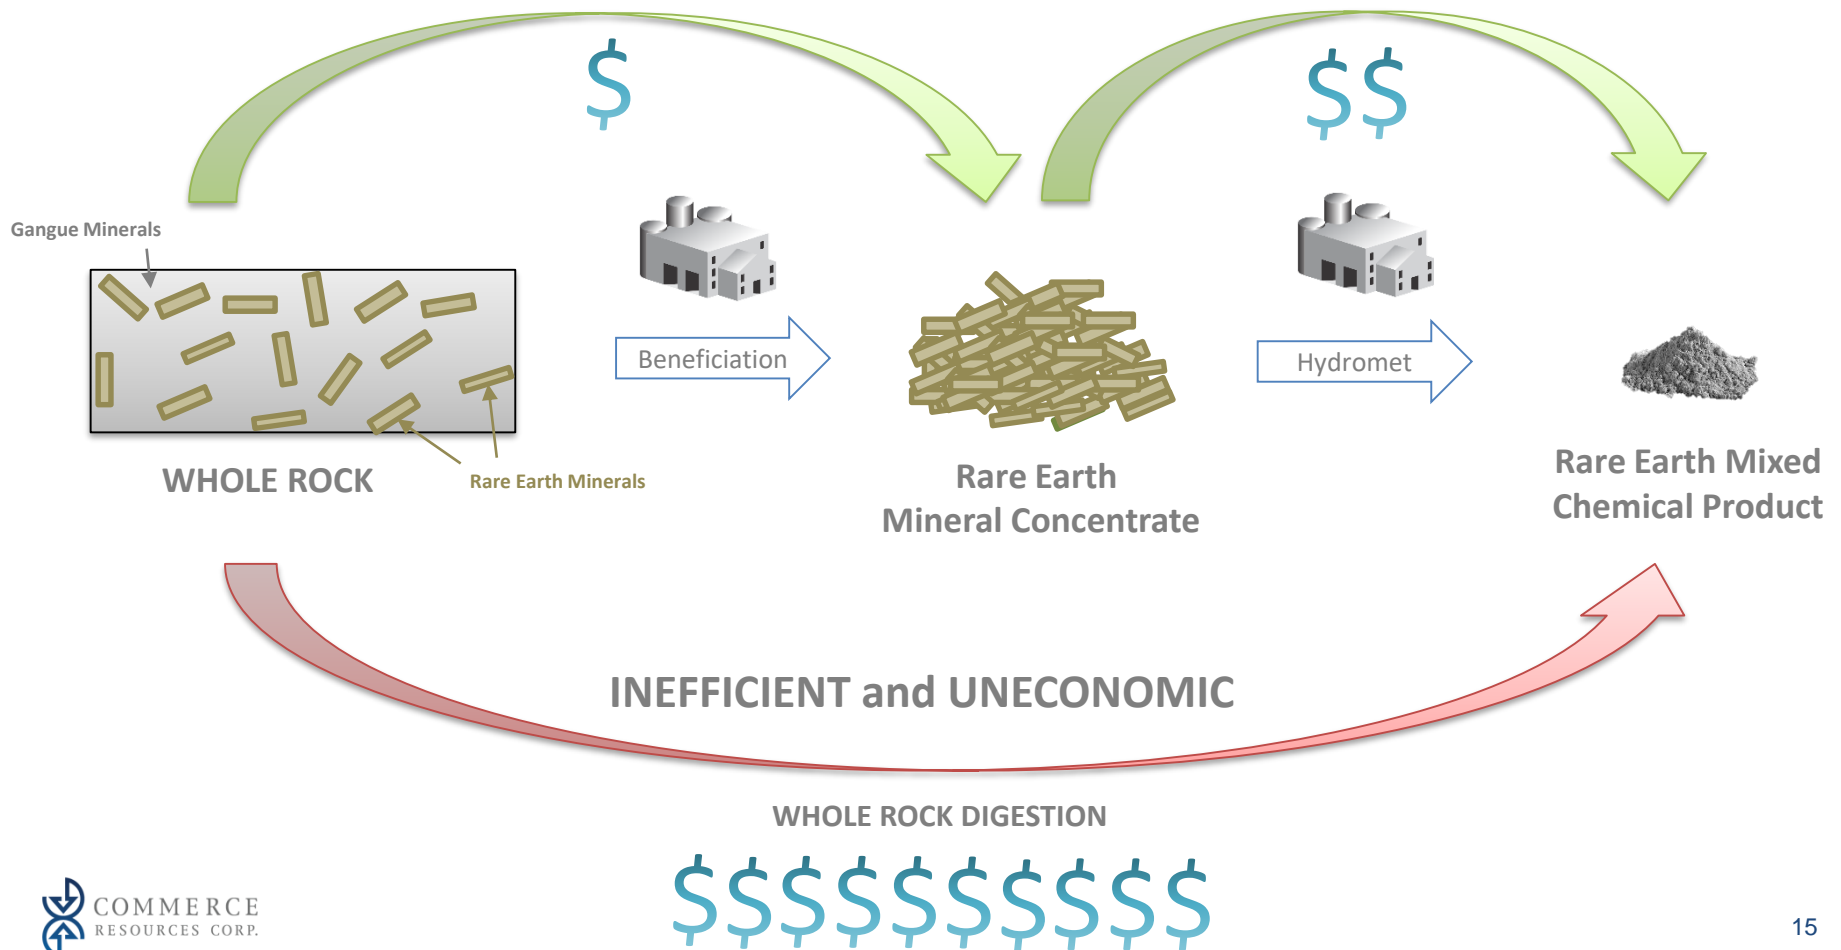 $
$$
Gangue Minerals
Beneficiation
Hydromet
WHOLE ROCK
Rare Earth Minerals
Rare Earth
Mineral Concentrate
Rare Earth Mixed
Chemical Product
INEFFICIENT and UNECONOMIC
WHOLE ROCK DIGESTION
$$$$$$$$$$
COMMERCE
RESOURCES CORP.
15